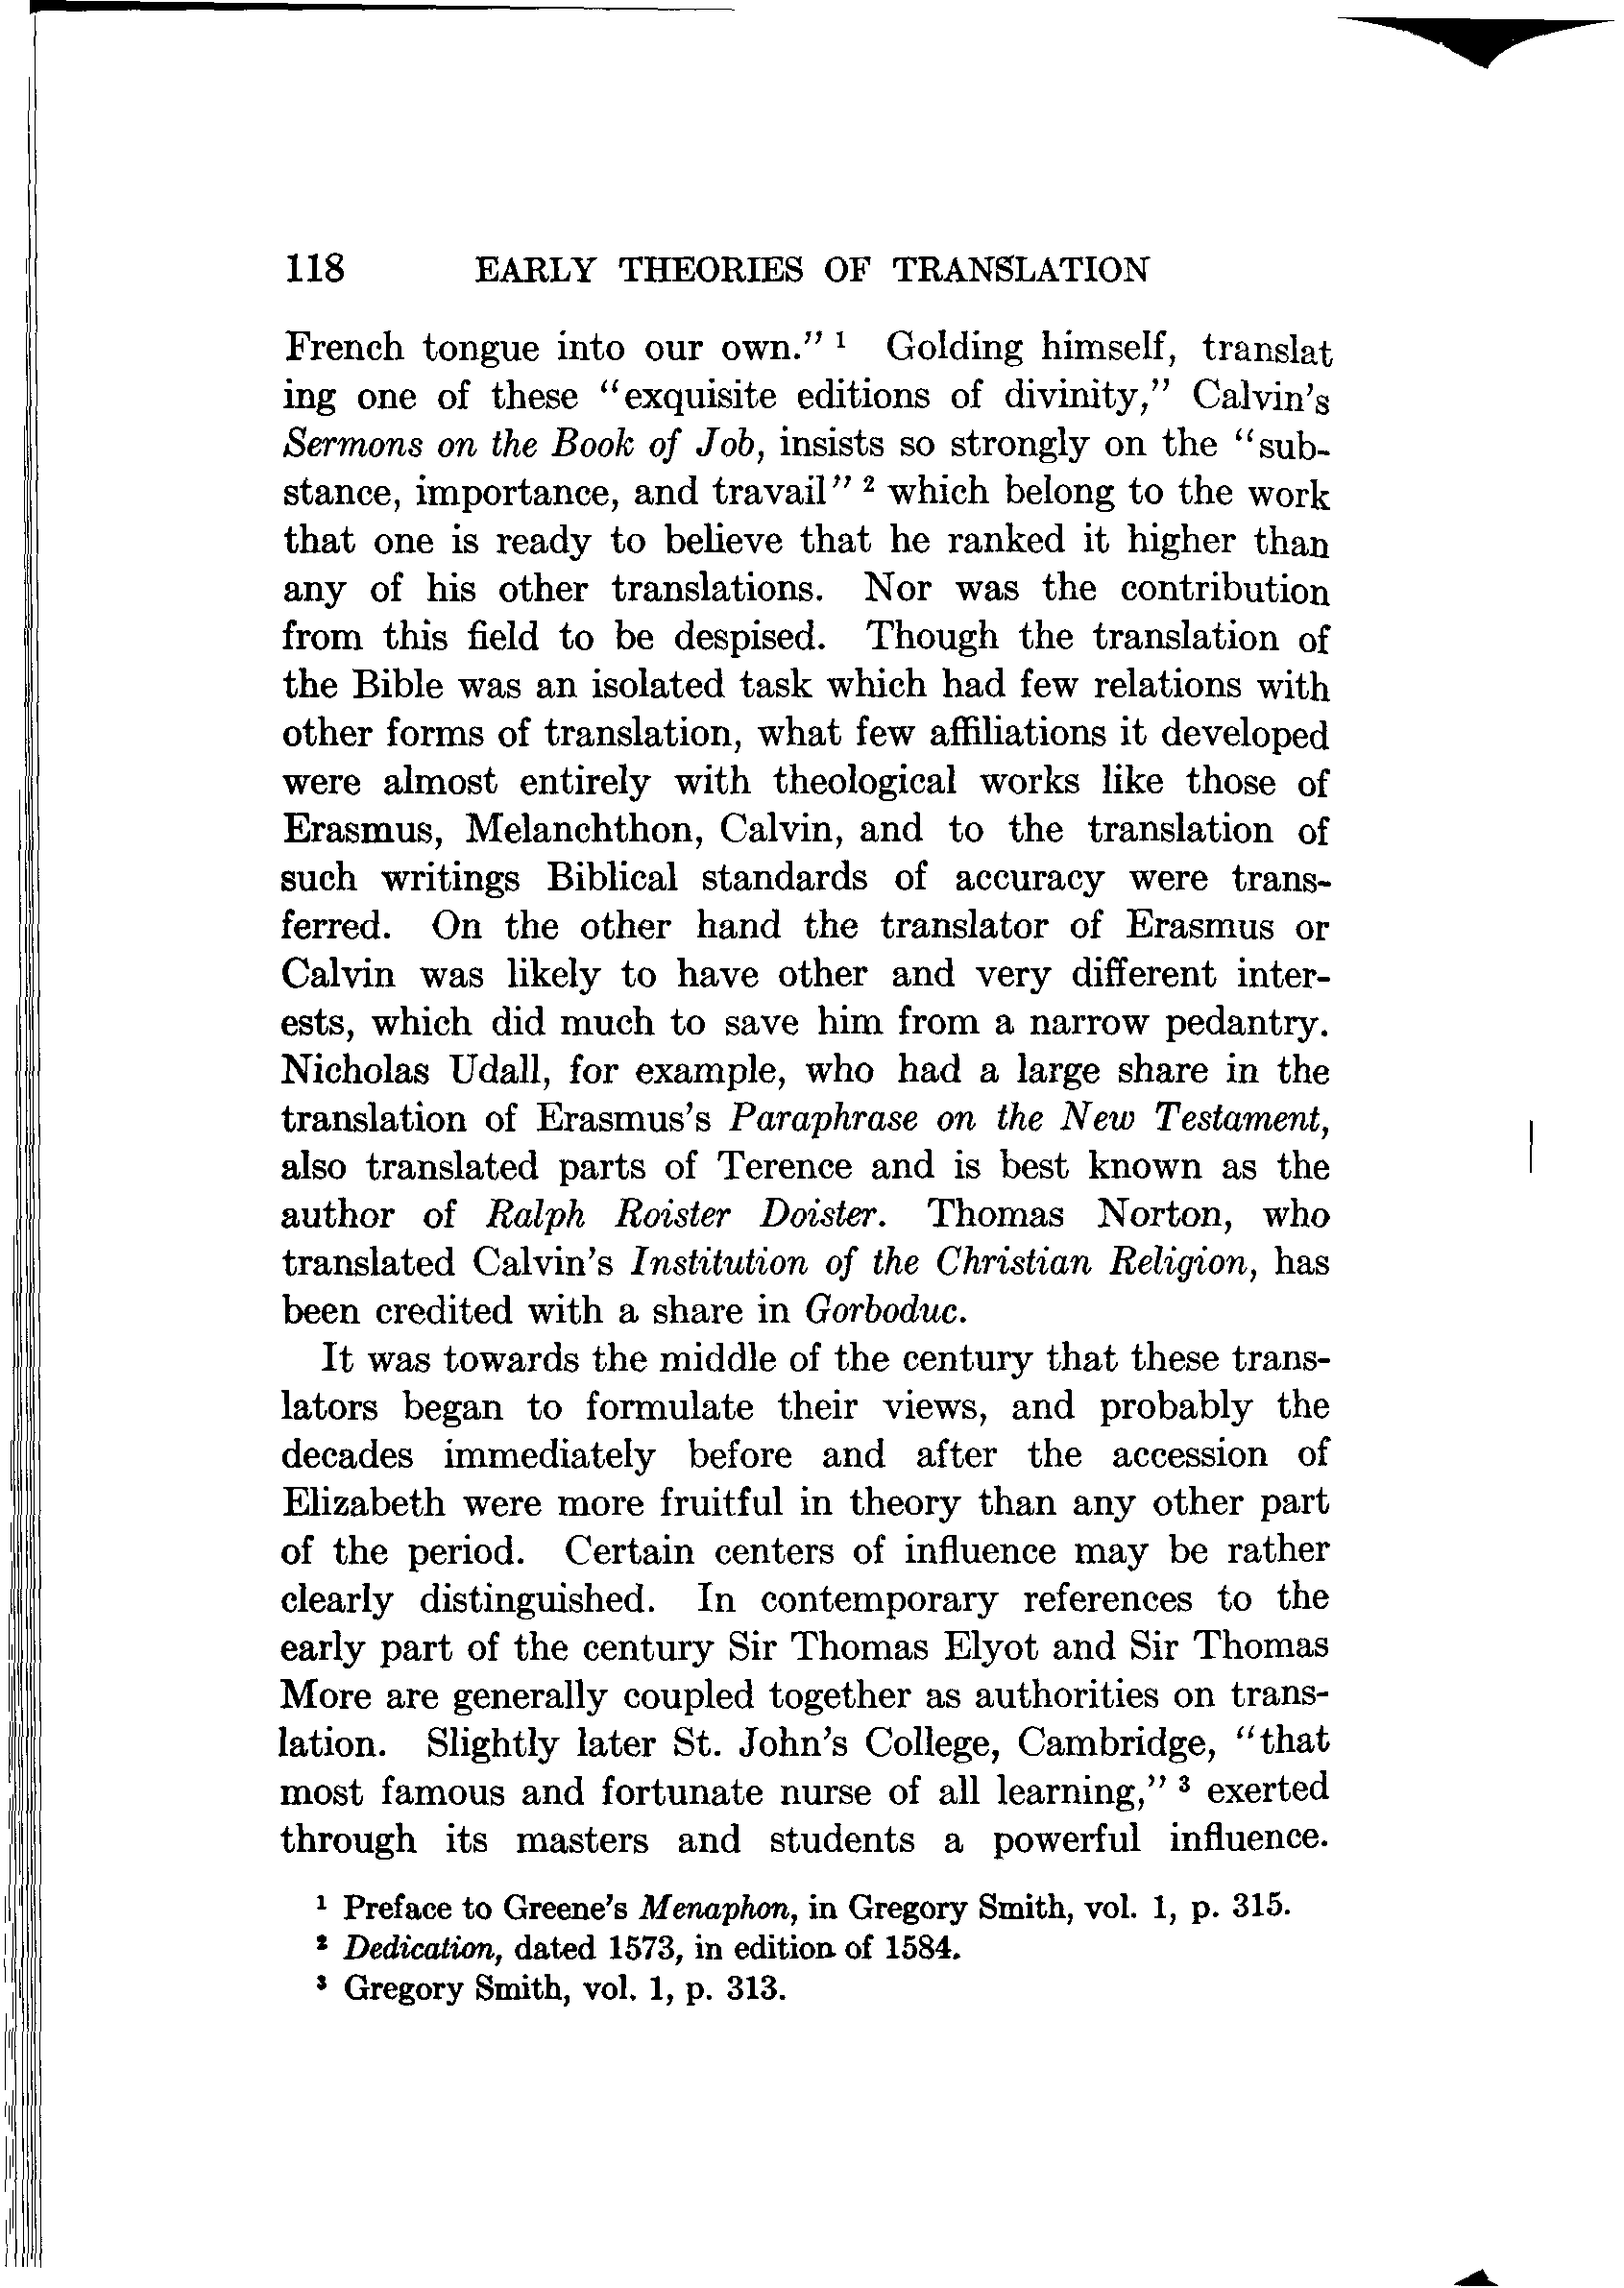 118 EARLY THEORIES OF TRANSLATION
French tongue into our own." ¹ Golding himself, translat
ing one of these "exquisite editions of divinity," Calvin's
Sermons on the Book of Job, insists so strongly on the "sub-
stance, importance, and travail" ² which belong to the work
that one is ready to believe that he ranked it higher than
any of his other translations. Nor was the contribution
from this field to be despised. Though the translation of
the Bible was an isolated task which had few relations with
other forms of translation, what few affiliations it developed
were almost entirely with theological works like those of
Erasmus, Melanchthon, Calvin, and to the translation of
such writings Biblical standards of accuracy were trans-
ferred. On the other hand the translator of Erasmus or
Calvin was likely to have other and very different inter-
ests, which did much to save him from a narrow pedantry.
Nicholas Udall, for example, who had a large share in the
translation of Erasmus's Paraphrase on the New Testament,
also translated parts of Terence and is best known as the
author of Ralph Roister Doister. Thomas Norton, who
translated Calvin's Institution of the Christian Religion, has
been credited with a share in Gorboduc.
It was towards the middle of the century that these trans-
lators began to formulate their views, and probably the
decades immediately before and after the accession of
Elizabeth were more fruitful in theory than any other part
of the period. Certain centers of influence may be rather
clearly distinguished. In contemporary references to the
early part of the century Sir Thomas Elyot and Sir Thomas
More are generally coupled together as authorities on trans-
lation. Slightly later St. John's College, Cambridge, "that
most famous and fortunate nurse of all learning," ³ exerted
through its masters and students a powerful influence.
¹ Preface to Greene's Menaphon, in Gregory Smith, vol. 1, p. 315.
² Dedication, dated 1573, in edition of 1584.
³ Gregory Smith, vol. 1, p. 313.